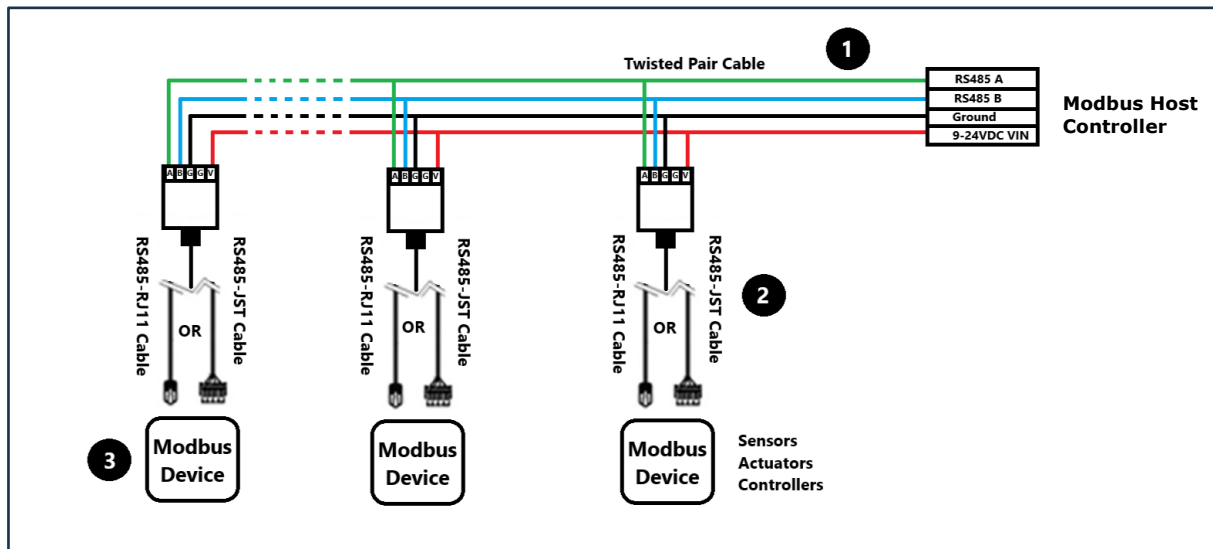 1
Twisted Pair Cable
RS485 A
RS485 B
Ground
9-24VDC VIN
Modbus Host
Controller
A B G G V
A B G G V
A B G G V
RS485-RJ11 Cable
OR
RS485-JST Cable
RS485-RJ11 Cable
OR
RS485-JST Cable
RS485-RJ11 Cable
OR
RS485-JST Cable
2
3
Modbus
Device
Modbus
Device
Modbus
Device
Sensors
Actuators
Controllers